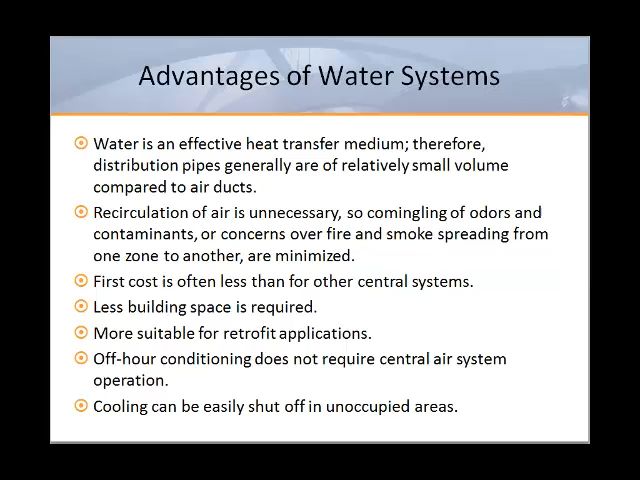 Advantages of Water Systems
Water is an effective heat transfer medium; therefore,
distribution pipes generally are of relatively small volume
compared to air ducts.
Recirculation of air is unnecessary, so comingling of odors and
contaminants, or concerns over fire and smoke spreading from
one zone to another, are minimized.
First cost is often less than for other central systems.
Less building space is required.
More suitable for retrofit applications.
Off-hour conditioning does not require central air system
operation.
Cooling can be easily shut off in unoccupied areas.